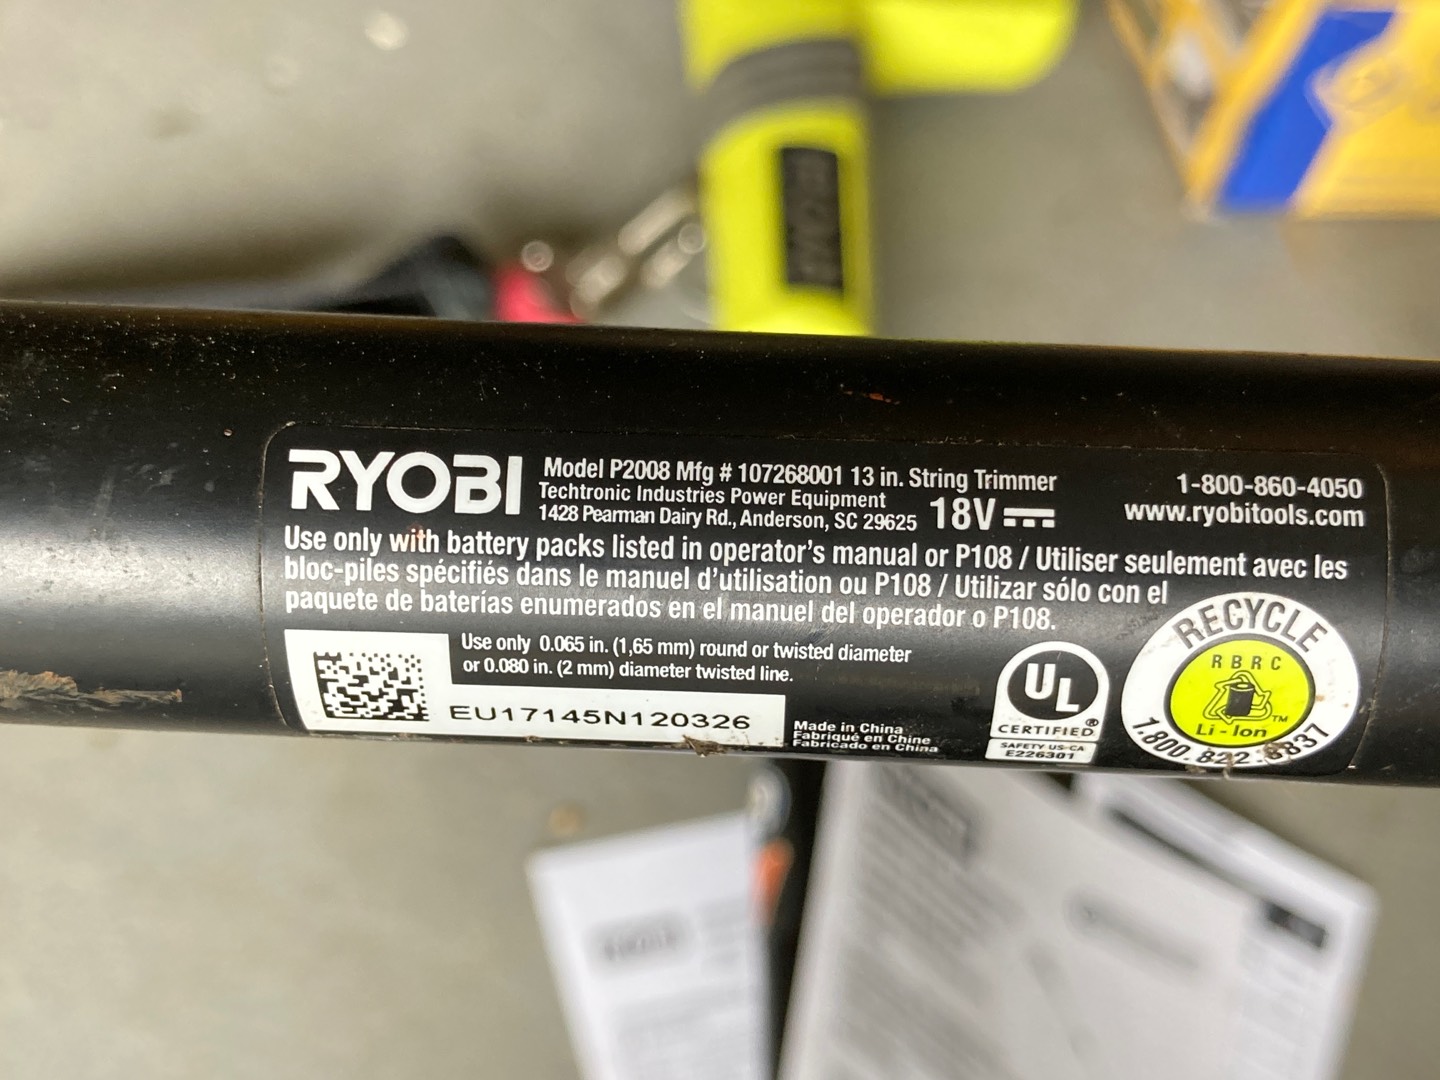 RYOBI
RYOBI
Model P2008 Mfg # 107268001 13 in. String Trimmer
Techtronic Industries Power Equipment
1428 Pearman Dairy Rd., Anderson, SC 29625
18V
1-800-860-4050
www.ryobitools.com
Use only with battery packs listed in operator's manual or P108 / Utiliser seulement avec les
bloc-piles spécifiés dans le manuel d'utilisation ou P108 / Utilizar sólo con el
paquete de baterías enumerados en el manuel del operador o P108.
Use only 0.065 in. (1,65 mm) round or twisted diameter
or 0.080 in. (2 mm) diameter twisted line.
EU17145N120326
Made in China
Fabriqué en Chine
Fabricado en China
UL
CERTIFIED®
SAFETY US-CA
E226301
RECYCLE
RBRC
TM
Li-Ion
1.800.822.8837